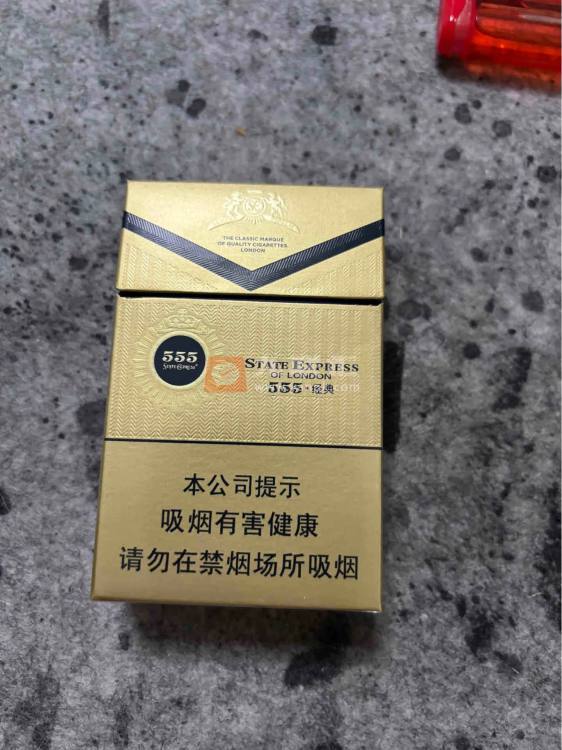 THE CLASSIC MARQUE
OF QUALITY CIGARETTES
LONDON
555
STATE EXPRESS
STATE EXPRESS
OF LONDON
555·经典
本公司提示
吸烟有害健康
请勿在禁烟场所吸烟